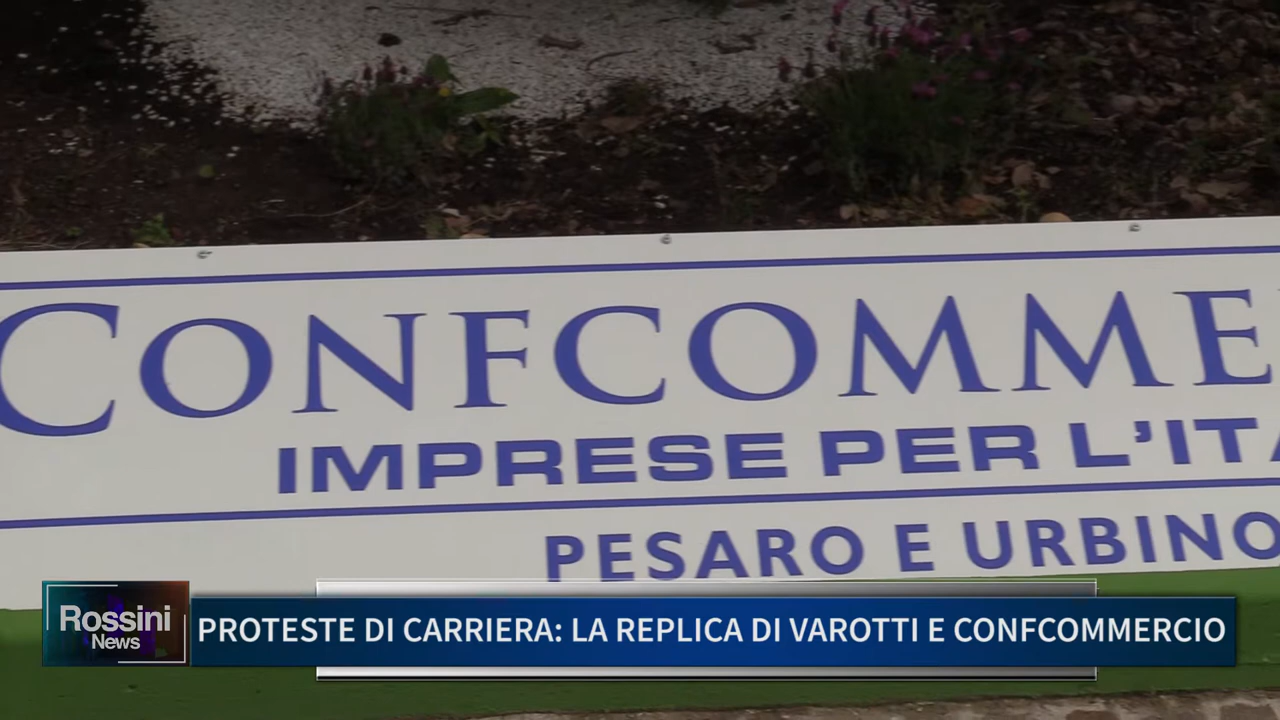 CONFCOMME
IMPRESE PER L'ITA
PESARO E URBINO
Rossini
News
PROTESTE DI CARRIERA: LA REPLICA DI VAROTTI E CONFCOMMERCIO